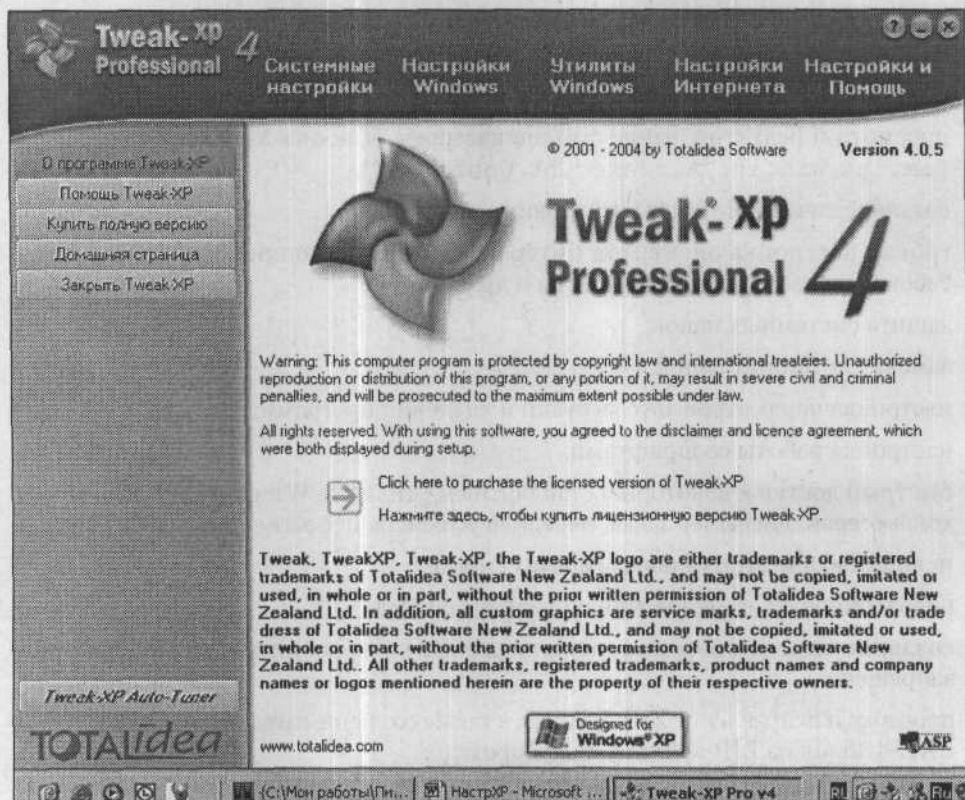 Tweak-XP
Professional 4
Системные настройки
Настройки Windows
Утилиты Windows
Настройки Интернета
Настройки и Помощь
О программе Tweak-XP
Помощь Tweak-XP
Купить полную версию
Домашняя страница
Закрыть Tweak-XP
© 2001 - 2004 by Totalidea Software
Version 4.0.5
Tweak-XP
Professional 4
Warning: This computer program is protected by copyright law and international treateies. Unauthorized
reproduction or distribution of this program, or any portion of it, may result in severe civil and criminal
penalties, and will be prosecuted to the maximum extent possible under law.
All rights reserved. With using this software, you agreed to the disclaimer and licence agreement, which
were both displayed during setup.
Click here to purchase the licensed version of Tweak-XP
Нажмите здесь, чтобы купить лицензионную версию Tweak-XP.
Tweak, TweakXP, Tweak-XP, the Tweak-XP logo are either trademarks or registered
trademarks of Totalidea Software New Zealand Ltd., and may not be copied, imitated or
used, in whole or in part, without the prior written permission of Totalidea Software New
Zealand Ltd. In addition, all custom graphics are service marks, trademarks and/or trade
dress of Totalidea Software New Zealand Ltd., and may not be copied, imitated or used,
in whole or in part, without the prior written permission of Totalidea Software New
Zealand Ltd.. All other trademarks, registered trademarks, product names and company
names or logos mentioned herein are the property of their respective owners.
Tweak-XP Auto-Tuner
TOTALidea
www.totalidea.com
Designed for
Windows® XP
ASP
{C:\Мои работы\Пи...
НастрXP - Microsoft ...
Tweak-XP Pro v4
RU